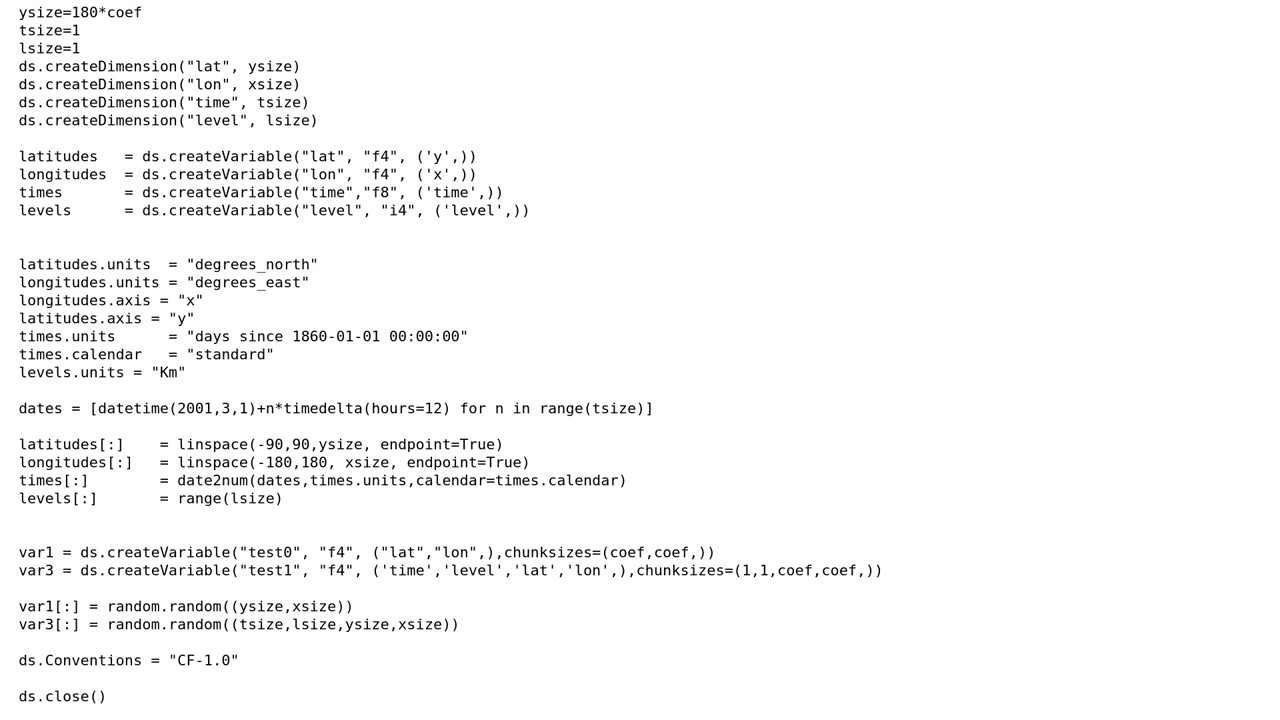 ysize=180*coef
tsize=1
lsize=1
ds.createDimension("lat", ysize)
ds.createDimension("lon", xsize)
ds.createDimension("time", tsize)
ds.createDimension("level", lsize)
latitudes   = ds.createVariable("lat", "f4", ('y',))
longitudes  = ds.createVariable("lon", "f4", ('x',))
times       = ds.createVariable("time","f8", ('time',))
levels      = ds.createVariable("level", "i4", ('level',))
latitudes.units  = "degrees_north"
longitudes.units = "degrees_east"
longitudes.axis = "x"
latitudes.axis = "y"
times.units      = "days since 1860-01-01 00:00:00"
times.calendar   = "standard"
levels.units = "Km"
dates = [datetime(2001,3,1)+n*timedelta(hours=12) for n in range(tsize)]
latitudes[:]    = linspace(-90,90,ysize, endpoint=True)
longitudes[:]   = linspace(-180,180, xsize, endpoint=True)
times[:]        = date2num(dates,times.units,calendar=times.calendar)
levels[:]       = range(lsize)
var1 = ds.createVariable("test0", "f4", ("lat","lon",),chunksizes=(coef,coef,))
var3 = ds.createVariable("test1", "f4", ('time','level','lat','lon',),chunksizes=(1,1,coef,coef,))
var1[:] = random.random((ysize,xsize))
var3[:] = random.random((tsize,lsize,ysize,xsize))
ds.Conventions = "CF-1.0"
ds.close()